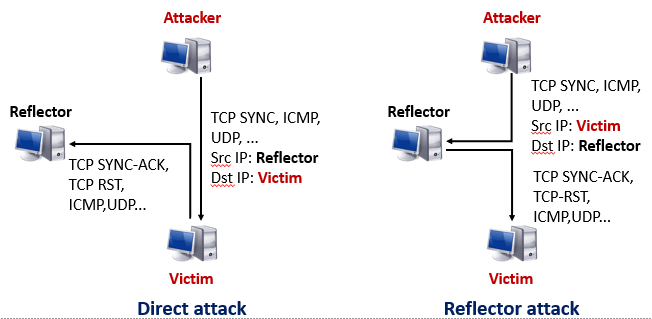 Attacker
Reflector
TCP SYNC, ICMP,
UDP, ...
Src IP: Reflector
Dst IP: Victim
TCP SYNC-ACK,
TCP RST,
ICMP,UDP...
Victim
Direct attack
Attacker
Reflector
TCP SYNC, ICMP,
UDP, ...
Src IP: Victim
Dst IP: Reflector
TCP SYNC-ACK,
TCP-RST,
ICMP,UDP...
Victim
Reflector attack